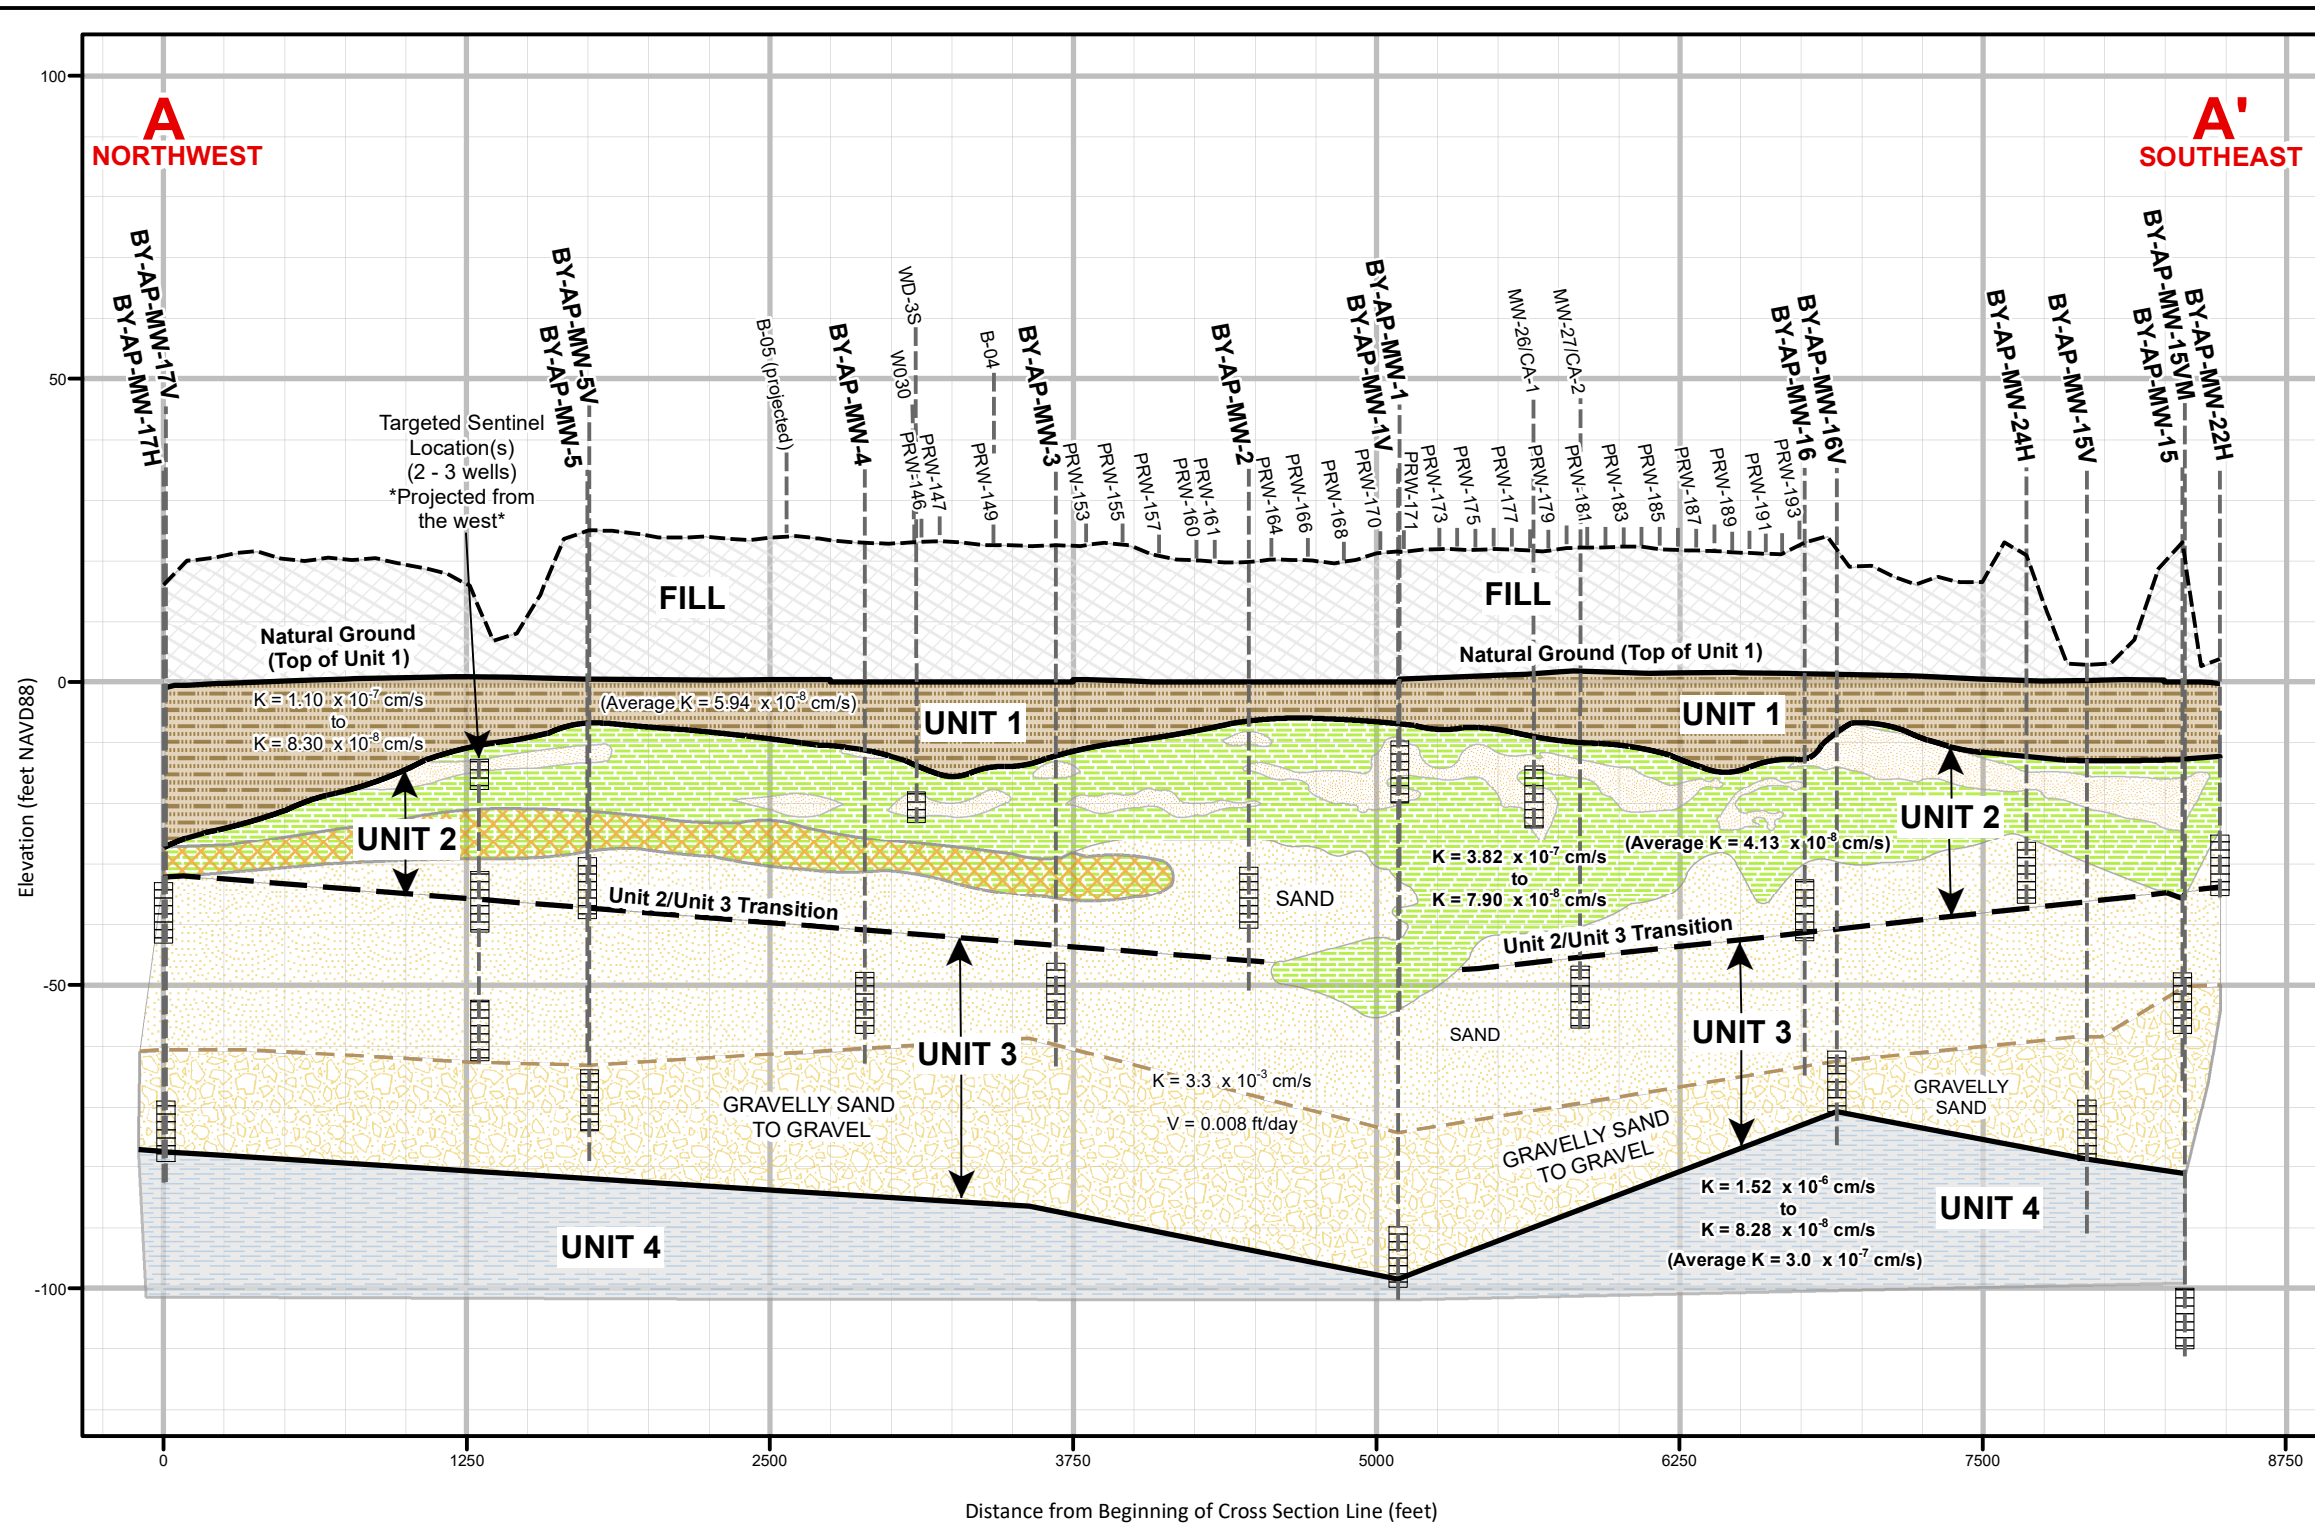 A
NORTHWEST
A'
SOUTHEAST
100
50
0
-50
-100
Elevation (feet NAVD88)
BY-AP-MW-17V
BY-AP-MW-17H
Targeted Sentinel
Location(s)
(2 - 3 wells)
*Projected from
the west*
BY-AP-MW-5V
BY-AP-MW-5
B-05 (projected)
BY-AP-MW-4
WD-3S
W030
PRW-146
PRW-147
B-04
PRW-149
BY-AP-MW-3
PRW-153
PRW-155
PRW-157
PRW-160
PRW-161
BY-AP-MW-2
PRW-164
PRW-166
PRW-168
PRW-170
BY-AP-MW-1
BY-AP-MW-1V
PRW-171
PRW-173
PRW-175
PRW-177
MW-26/CA-1
PRW-179
MW-27/CA-2
PRW-181
PRW-183
PRW-185
PRW-187
PRW-189
PRW-191
PRW-193
BY-AP-MW-16
BY-AP-MW-16V
BY-AP-MW-24H
BY-AP-MW-15V
BY-AP-MW-15VM
BY-AP-MW-15
BY-AP-MW-22H
FILL
FILL
Natural Ground
(Top of Unit 1)
Natural Ground (Top of Unit 1)
K = 1.10 x 10-7 cm/s
to
K = 8.30 x 10-8 cm/s
(Average K = 5.94 x 10-8 cm/s)
UNIT 1
UNIT 1
UNIT 2
UNIT 2
K = 3.82 x 10-7 cm/s
to
K = 7.90 x 10-8 cm/s
(Average K = 4.13 x 10-8 cm/s)
SAND
Unit 2/Unit 3 Transition
Unit 2/Unit 3 Transition
SAND
UNIT 3
UNIT 3
K = 3.3 x 10-3 cm/s
V = 0.008 ft/day
GRAVELLY SAND
TO GRAVEL
GRAVELLY SAND
TO GRAVEL
GRAVELLY
SAND
K = 1.52 x 10-6 cm/s
to
K = 8.28 x 10-8 cm/s
(Average K = 3.0 x 10-7 cm/s)
UNIT 4
UNIT 4
0
1250
2500
3750
5000
6250
7500
8750
Distance from Beginning of Cross Section Line (feet)